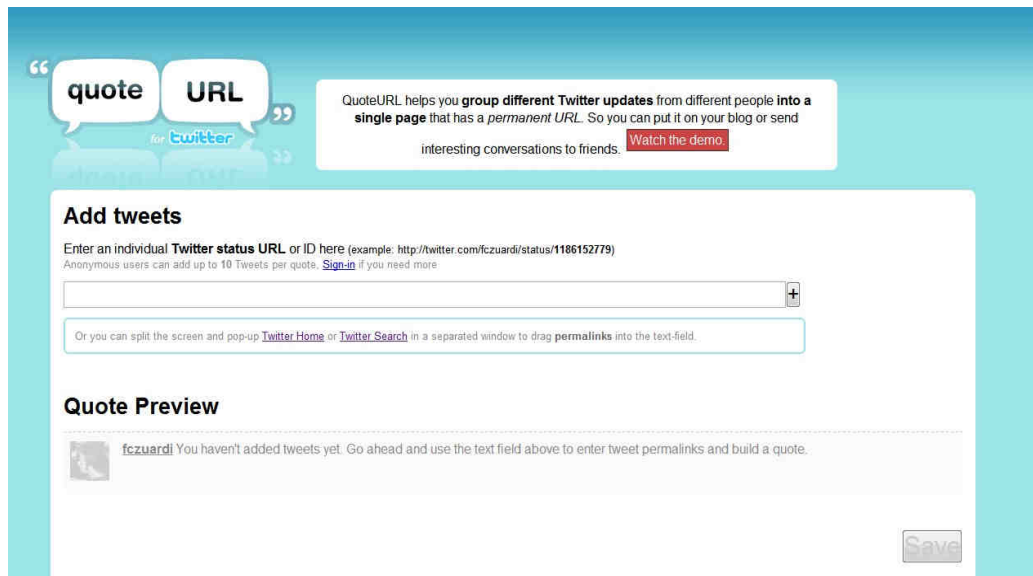 “ quote URL ”
for twitter
QuoteURL helps you group different Twitter updates from different people into a
single page that has a permanent URL. So you can put it on your blog or send
interesting conversations to friends. Watch the demo.
Add tweets
Enter an individual Twitter status URL or ID here (example: http://twitter.com/fczuardi/status/1186152779)
Anonymous users can add up to 10 Tweets per quote, Sign-in if you need more
+
Or you can split the screen and pop-up Twitter Home or Twitter Search in a separated window to drag permalinks into the text-field.
Quote Preview
fczuardi You haven't added tweets yet. Go ahead and use the text field above to enter tweet permalinks and build a quote.
Save